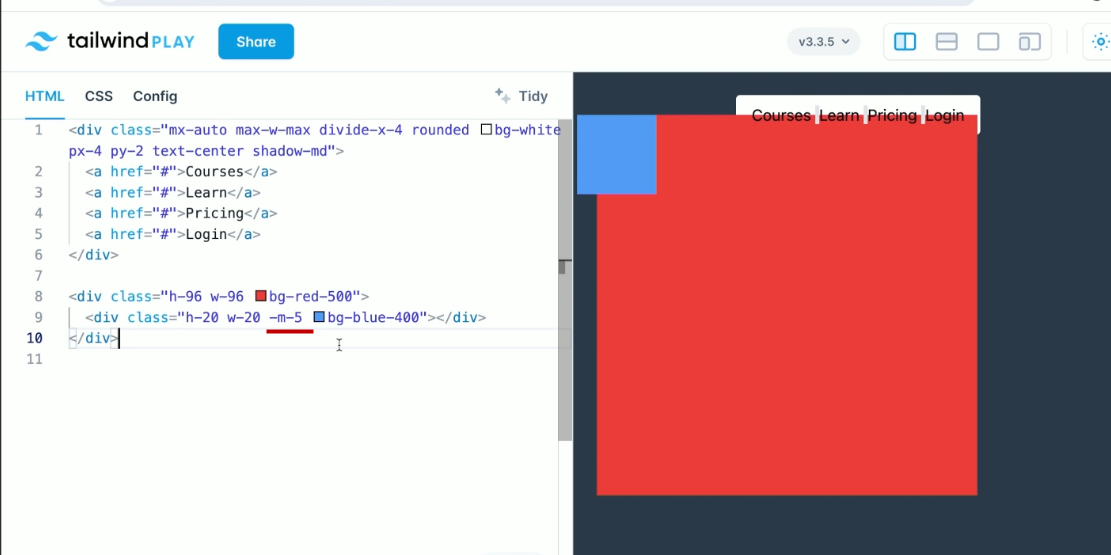 tailwind PLAY
Share
v3.3.5
HTML CSS Config
Tidy
1 <div class="mx-auto max-w-max divide-x-4 rounded bg-white
px-4 py-2 text-center shadow-md">
2 <a href="#">Courses</a>
3 <a href="#">Learn</a>
4 <a href="#">Pricing</a>
5 <a href="#">Login</a>
6 </div>
7
8 <div class="h-96 w-96 bg-red-500">
9 <div class="h-20 w-20 -m-5 bg-blue-400"></div>
10 </div>
11
Courses Learn Pricing Login